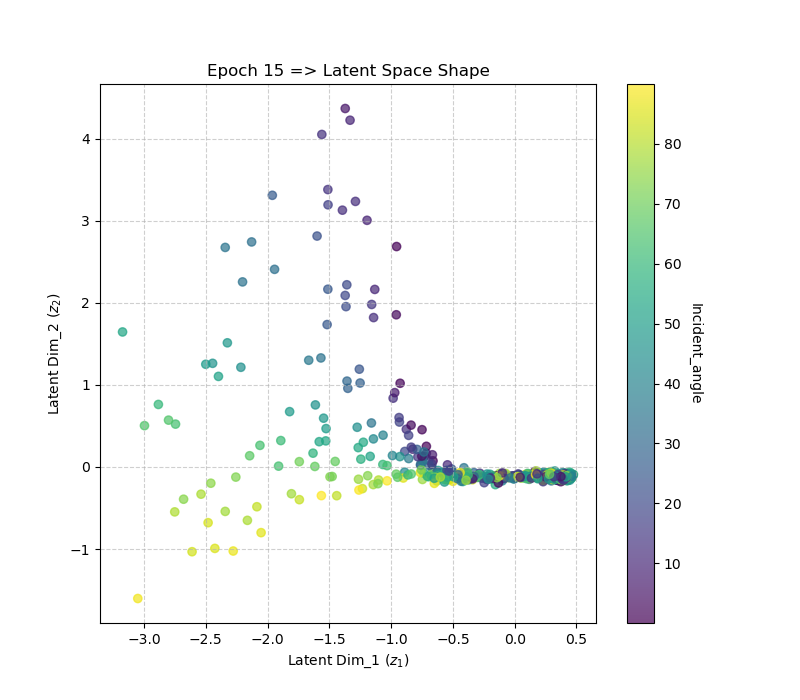 Epoch 15 => Latent Space Shape
4
3
2
1
0
−1
Latent Dim_2 (z₂)
−3.0 −2.5 −2.0 −1.5 −1.0 −0.5 0.0 0.5
Latent Dim_1 (z₁)
80
70
60
50
40
30
20
10
Incident_angle